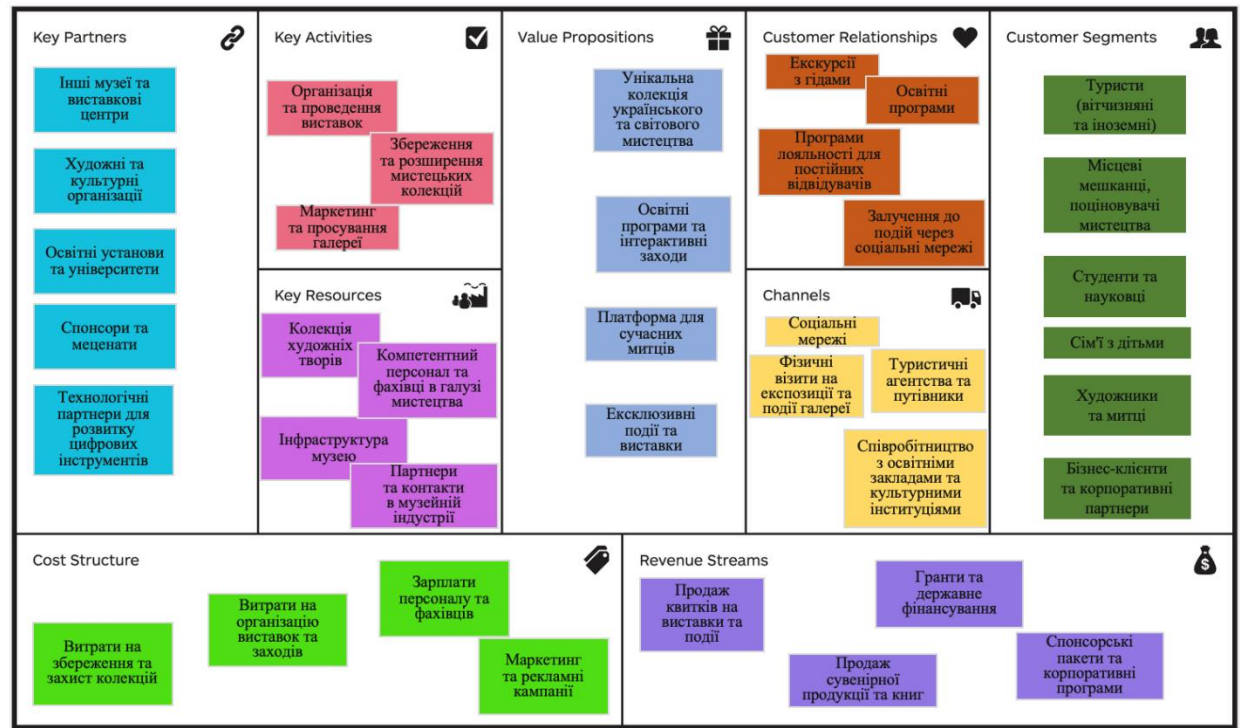 Key Partners
Інші музеї та
виставкові
центри
Художні та
культурні
організації
Освітні установи
та університети
Спонсори та
меценати
Технологічні
партнери для
розвитку
цифрових
інструментів
Key Activities
Організація
та проведення
виставок
Збереження
та розширення
мистецьких
колекцій
Маркетинг
та просування
галереї
Key Resources
Колекція
художніх
творів
Компетентний
персонал та
фахівці в галузі
мистецтва
Інфраструктура
музею
Партнери
та контакти
в музейній
індустрії
Value Propositions
Унікальна
колекція
українського
та світового
мистецтва
Освітні
програми та
інтерактивні
заходи
Платформа для
сучасних
митців
Ексклюзивні
події та
виставки
Customer Relationships
Екскурсії
з гідами
Освітні
програми
Програми
лояльності для
постійних
відвідувачів
Залучення до
подій через
соціальні мережі
Channels
Соціальні
мережі
Фізичні
візити на
експозиції та
події галереї
Туристичні
агентства та
путівники
Співробітництво
з освітніми
закладами та
культурними
інституціями
Customer Segments
Туристи
(вітчизняні
та іноземні)
Місцеві
мешканці,
поціновувачі
мистецтва
Студенти та
науковці
Сім'ї з дітьми
Художники
та митці
Бізнес-клієнти
та корпоративні
партнери
Cost Structure
Витрати на
збереження та
захист колекцій
Витрати на
організацію
виставок та
заходів
Зарплати
персоналу та
фахівців
Маркетинг
та рекламні
кампанії
Revenue Streams
Продаж
квитків на
виставки та
події
Продаж
сувенірної
продукції та книг
Гранти та
державне
фінансування
Спонсорські
пакети та
корпоративні
програми
$